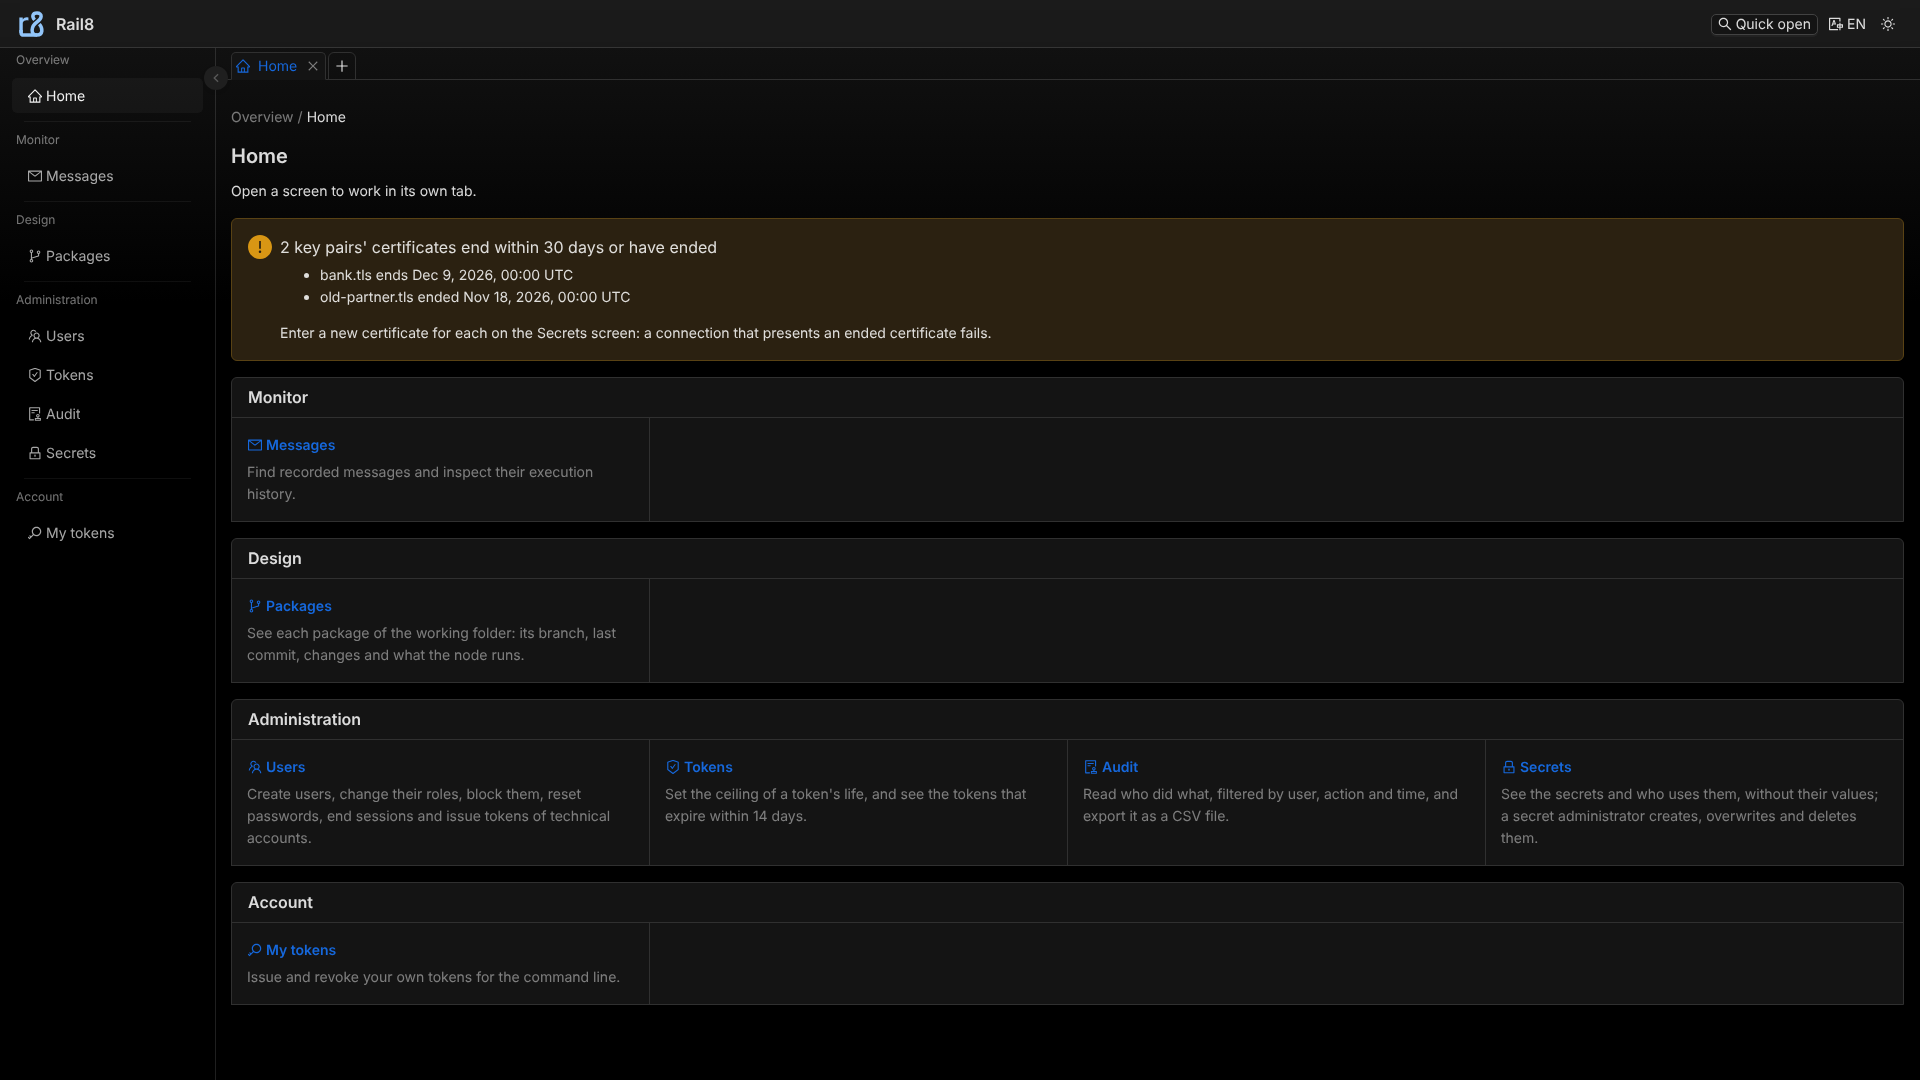 r8 Rail8
Quick open
EN
Overview
Home
Monitor
Messages
Design
Packages
Administration
Users
Tokens
Audit
Secrets
Account
My tokens
Home
Overview / Home
Home
Open a screen to work in its own tab.
2 key pairs' certificates end within 30 days or have ended
bank.tls ends Dec 9, 2026, 00:00 UTC
old-partner.tls ended Nov 18, 2026, 00:00 UTC
Enter a new certificate for each on the Secrets screen: a connection that presents an ended certificate fails.
Monitor
Messages
Find recorded messages and inspect their execution
history.
Design
Packages
See each package of the working folder: its branch, last
commit, changes and what the node runs.
Administration
Users
Create users, change their roles, block them, reset
passwords, end sessions and issue tokens of technical
accounts.
Tokens
Set the ceiling of a token's life, and see the tokens that
expire within 14 days.
Audit
Read who did what, filtered by user, action and time, and
export it as a CSV file.
Secrets
See the secrets and who uses them, without their values;
a secret administrator creates, overwrites and deletes
them.
Account
My tokens
Issue and revoke your own tokens for the command line.